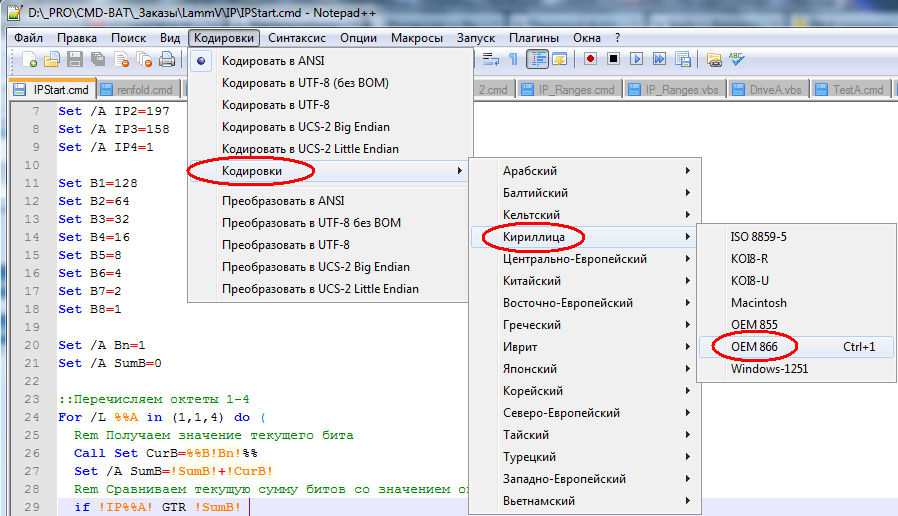 D:\_PRO\CMD-BAT\_Заказы\LammV\IP\IPStart.cmd - Notepad++
Файл Правка Поиск Вид Кодировки Синтаксис Опции Макросы Запуск Плагины Окна ?
IPStart.cmd renfold.cmd 2.cmd IP_Ranges.cmd IP_Ranges.vbs DriveA.vbs TestA.cmd
Кодировать в ANSI
Кодировать в UTF-8 (без BOM)
Кодировать в UTF-8
Кодировать в UCS-2 Big Endian
Кодировать в UCS-2 Little Endian
Кодировки
Преобразовать в ANSI
Преобразовать в UTF-8 без BOM
Преобразовать в UTF-8
Преобразовать в UCS-2 Big Endian
Преобразовать в UCS-2 Little Endian
Арабский
Балтийский
Кельтский
Кириллица
Центрально-Европейский
Китайский
Восточно-Европейский
Греческий
Иврит
Японский
Корейский
Северо-Европейский
Тайский
Турецкий
Западно-Европейский
Вьетнамский
ISO 8859-5
KOI8-R
KOI8-U
Macintosh
OEM 855
OEM 866 Ctrl+1
Windows-1251
7 Set /A IP2=197
8 Set /A IP3=158
9 Set /A IP4=1
10
11 Set B1=128
12 Set B2=64
13 Set B3=32
14 Set B4=16
15 Set B5=8
16 Set B6=4
17 Set B7=2
18 Set B8=1
19
20 Set /A Bn=1
21 Set /A SumB=0
22
23 ::Перечисляем октеты 1-4
24 For /L %%A in (1,1,4) do (
25 Rem Получаем значение текущего бита
26 Call Set CurB=%%B!Bn!%%
27 Set /A SumB=!SumB!+!CurB!
28 Rem Сравниваем текущую сумму битов со значением
29 if !IP%%A! GTR !SumB!